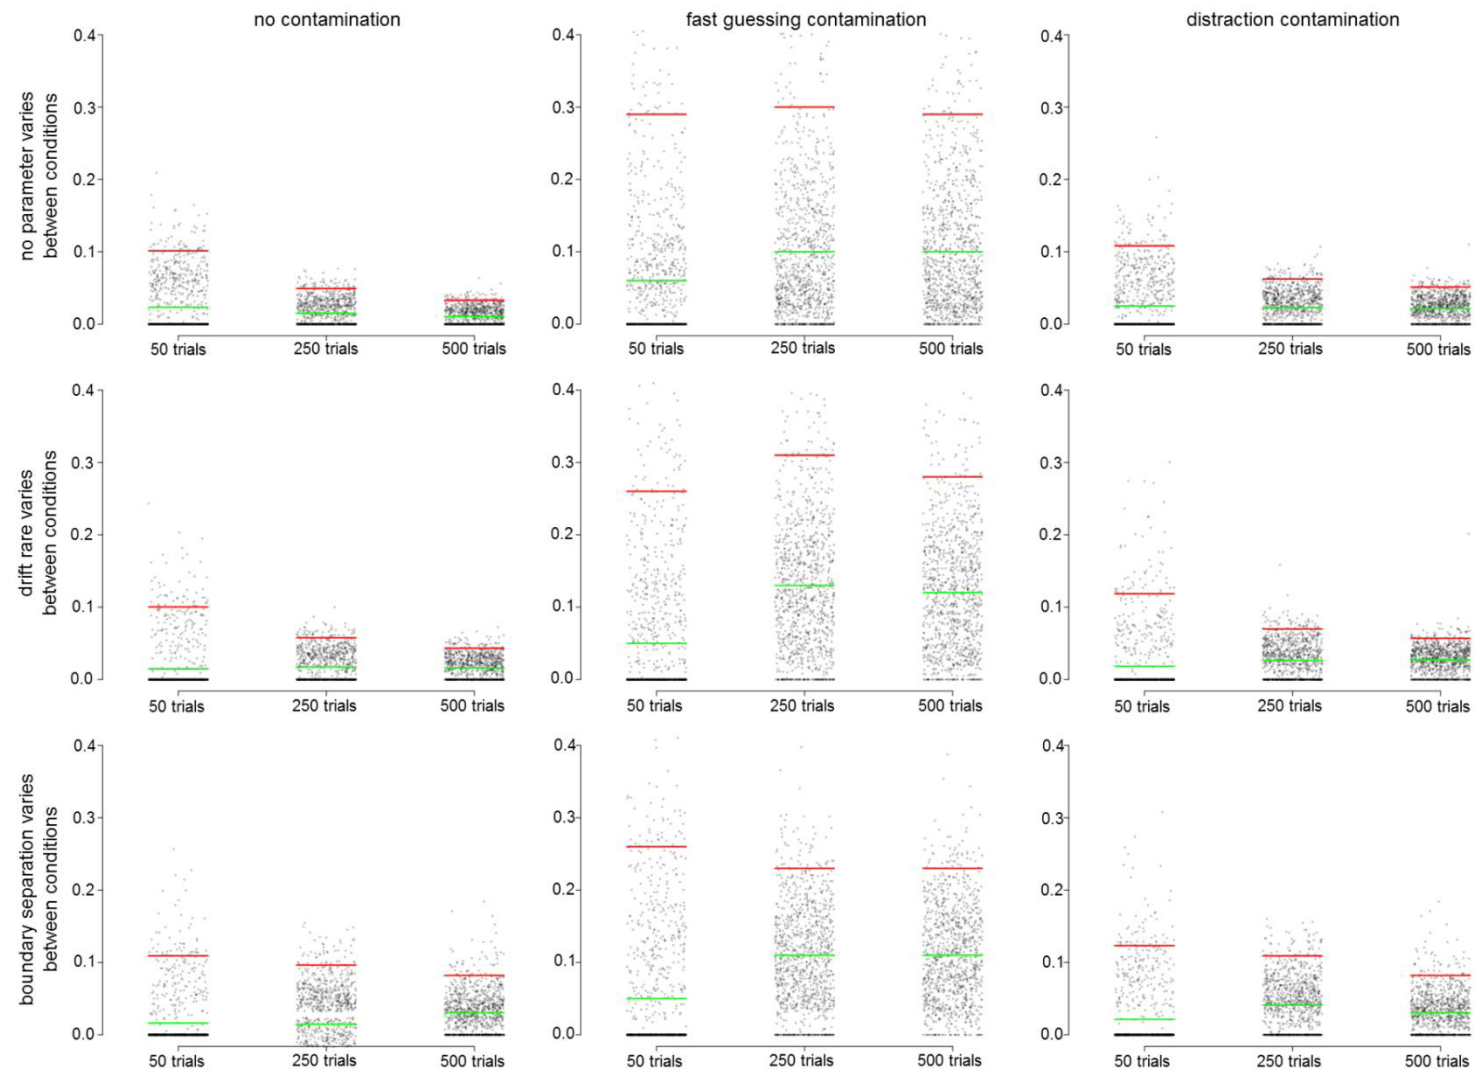 no contamination
fast guessing contamination
distraction contamination
no parameter varies
between conditions
0.4
0.3
0.2
0.1
0.0
50 trials
250 trials
500 trials
0.4
0.3
0.2
0.1
0.0
50 trials
250 trials
500 trials
0.4
0.3
0.2
0.1
0.0
50 trials
250 trials
500 trials
drift rare varies
between conditions
0.4
0.3
0.2
0.1
0.0
50 trials
250 trials
500 trials
0.4
0.3
0.2
0.1
0.0
50 trials
250 trials
500 trials
0.4
0.3
0.2
0.1
0.0
50 trials
250 trials
500 trials
boundary separation varies
between conditions
0.4
0.3
0.2
0.1
0.0
50 trials
250 trials
500 trials
0.4
0.3
0.2
0.1
0.0
50 trials
250 trials
500 trials
0.4
0.3
0.2
0.1
0.0
50 trials
250 trials
500 trials